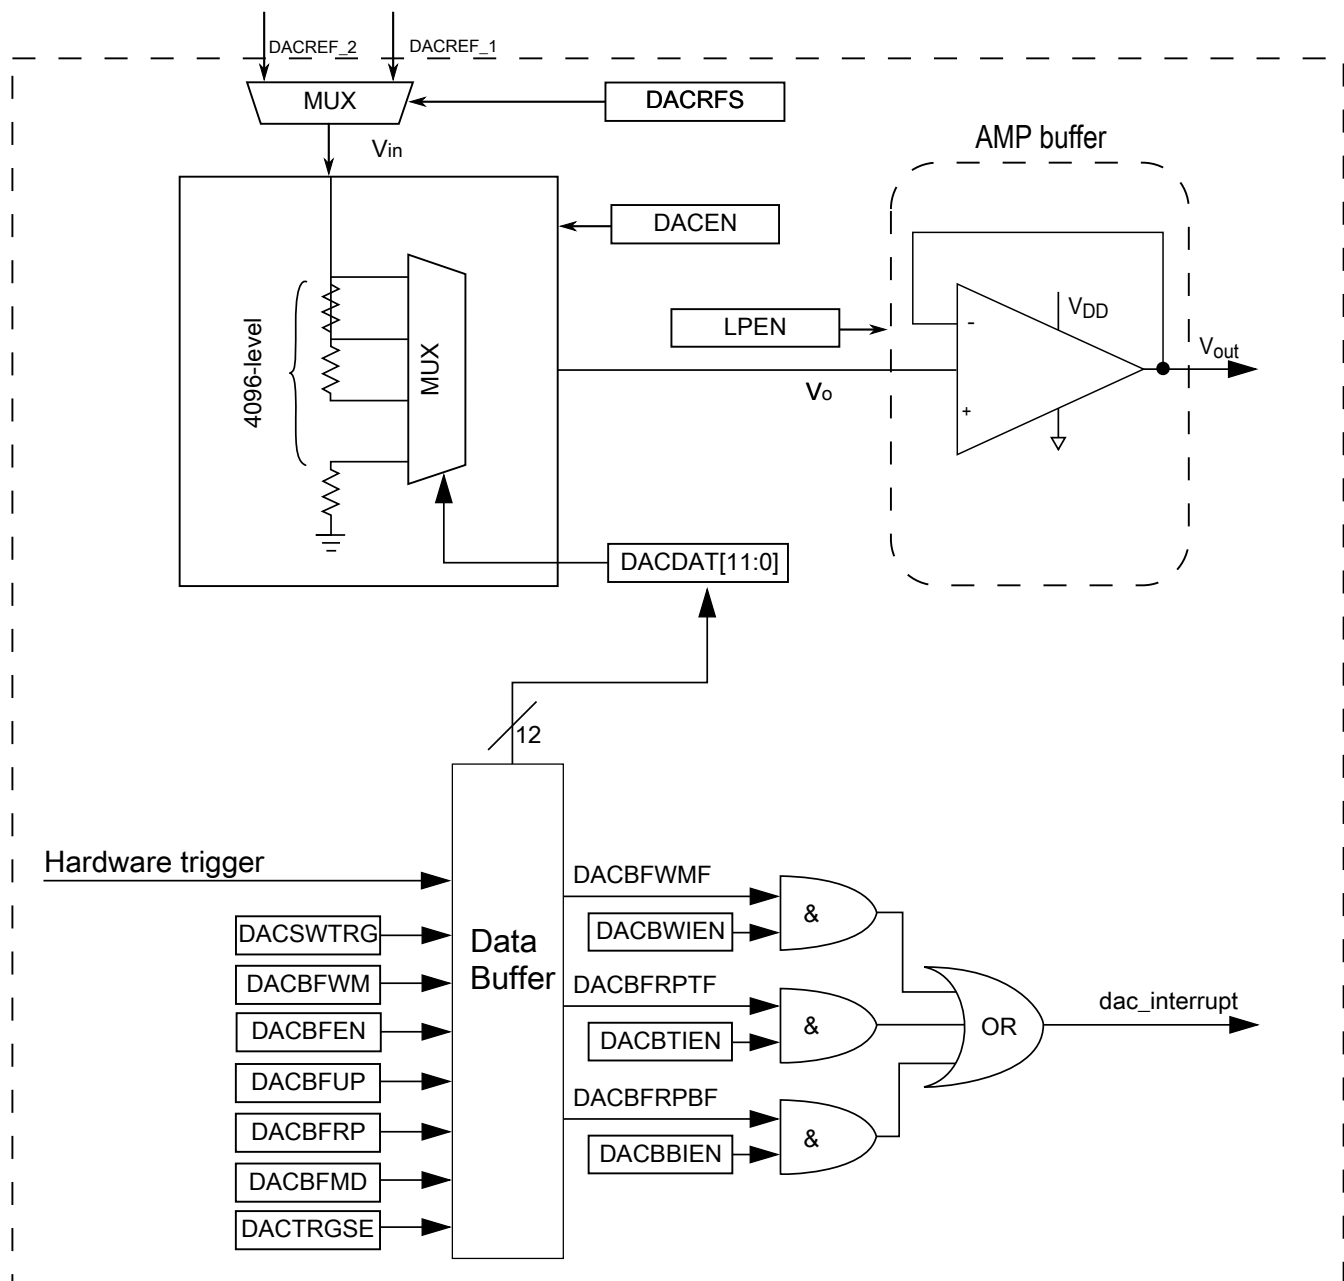 DACREF_2
DACREF_1
MUX
DACRFS
Vin
AMP buffer
DACEN
LPEN
VDD
-
+
Vout
4096-level
MUX
Vo
DACDAT[11:0]
12
Hardware trigger
DACSWTRG
DACBFWM
DACBFEN
DACBFUP
DACBFRP
DACBFMD
DACTRGSE
Data
Buffer
DACBFWMF
DACBWIEN
&
DACBFRPTF
DACBTIEN
&
DACBFRPBF
DACBBIEN
&
OR
dac_interrupt